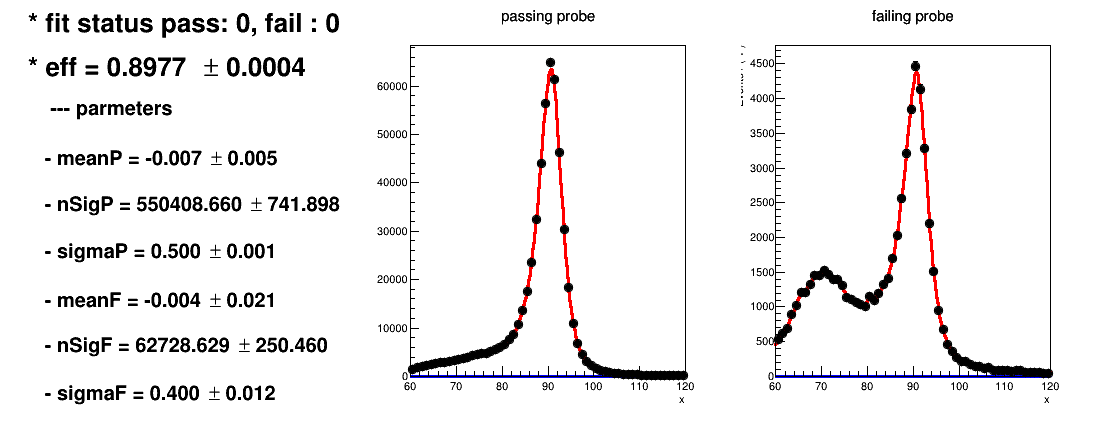 * fit status pass: 0, fail : 0
* eff = 0.8977 ± 0.0004
--- parmeters
- meanP = -0.007 ± 0.005
- nSigP = 550408.660 ± 741.898
- sigmaP = 0.500 ± 0.001
- meanF = -0.004 ± 0.021
- nSigF = 62728.629 ± 250.460
- sigmaF = 0.400 ± 0.012
passing probe
60000
50000
40000
30000
20000
10000
0
60 70 80 90 100 110 120
x
failing probe
4500
4000
3500
3000
2500
2000
1500
1000
500
0
60 70 80 90 100 110 120
x